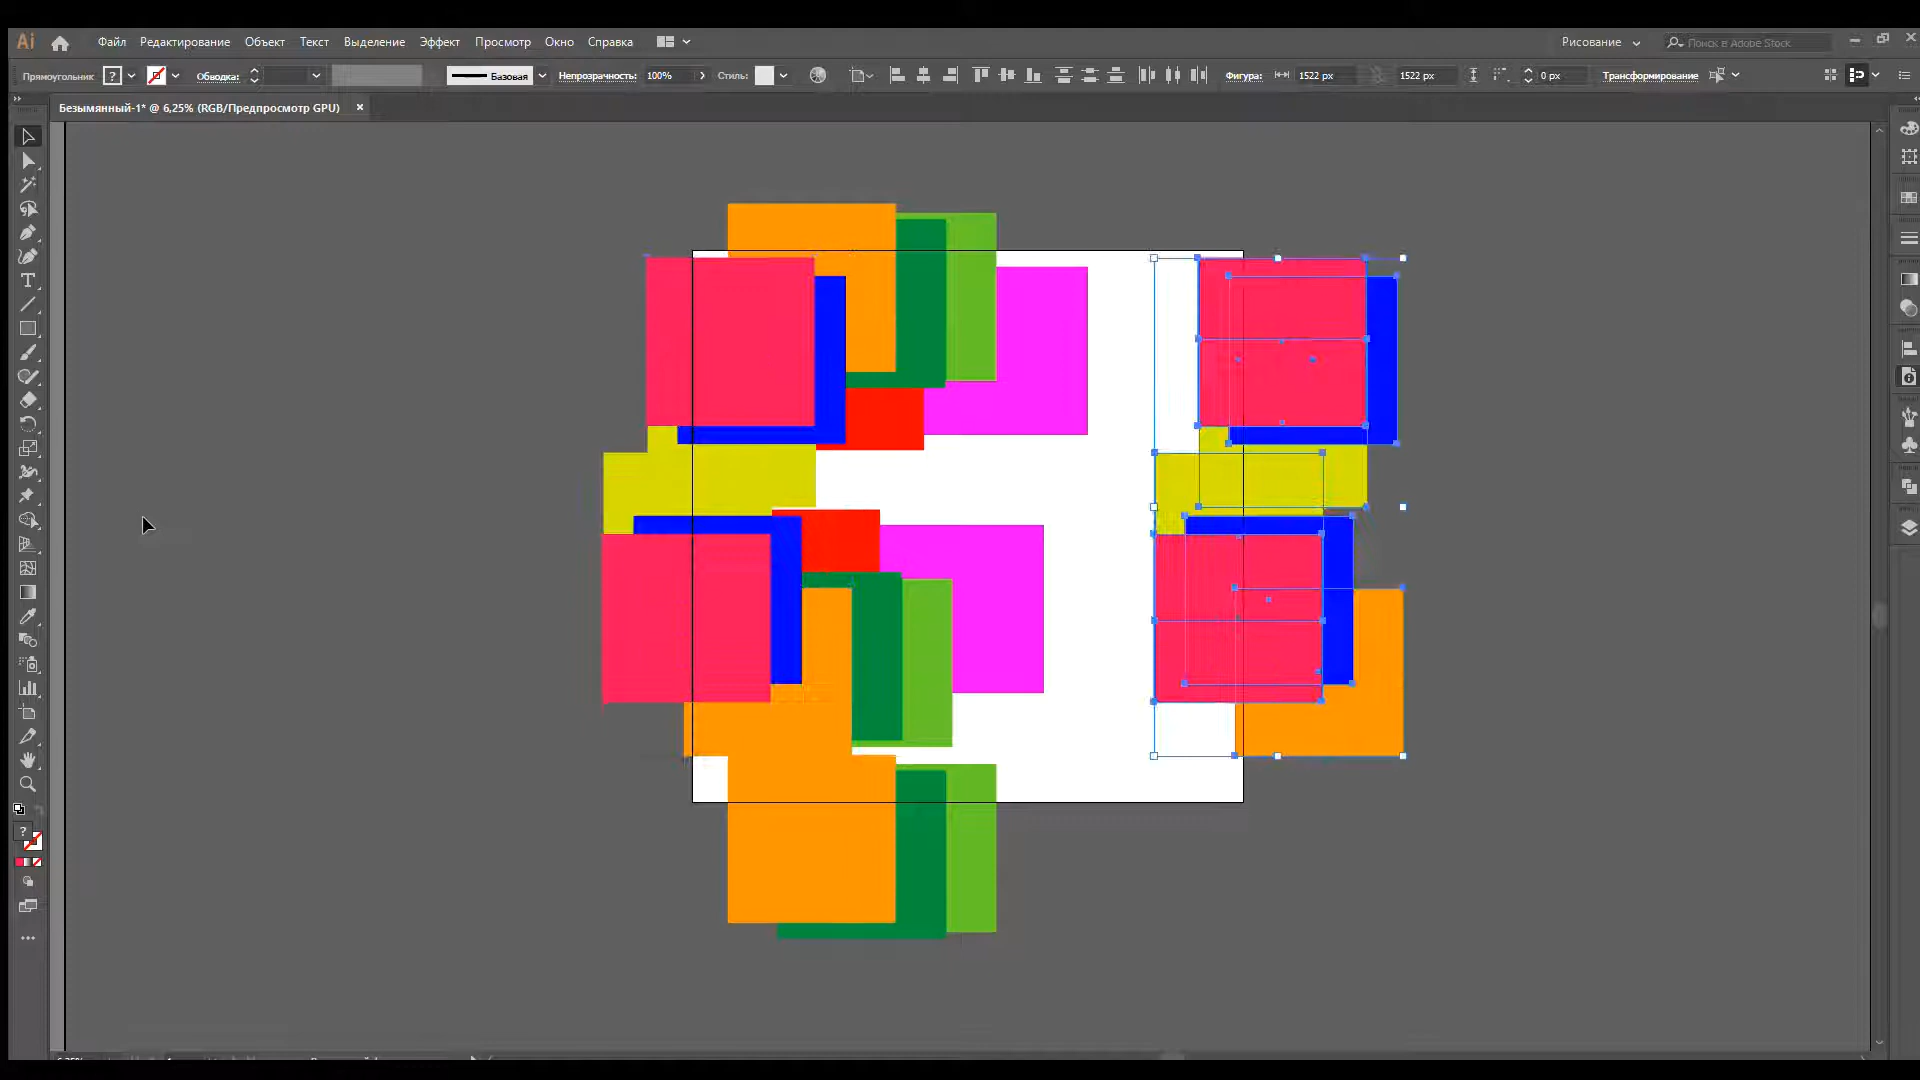 Ai Файл Редактирование Объект Текст Выделение Эффект Просмотр Окно Справка Рисование Поиск в Adobe Stock
Прямоугольник ? Обводка: Базовая Непрозрачность: 100% Стиль: Фигура: 1522 px 1522 px 0 px Трансформирование
Безымянный-1* @ 6,25% (RGB/Предпросмотр GPU) ×
T
?